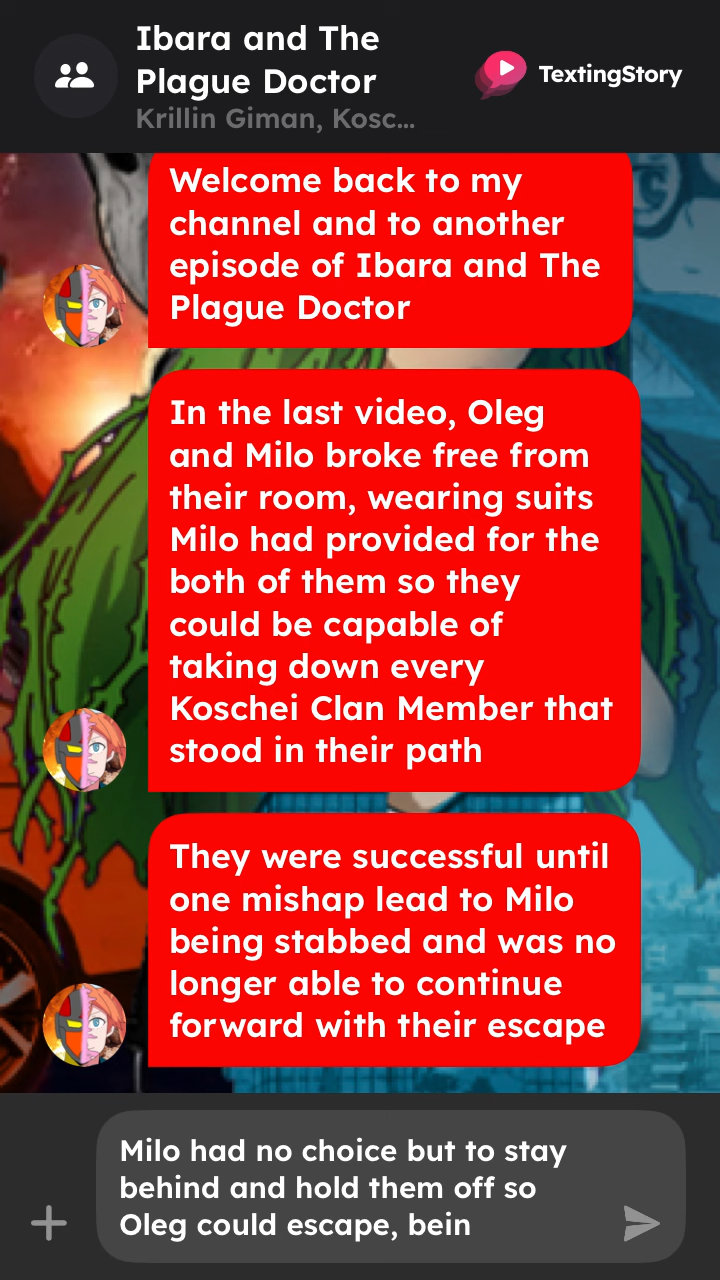 Ibara and The
Plague Doctor
Krillin Giman, Kosc...
TextingStory
Welcome back to my
channel and to another
episode of Ibara and The
Plague Doctor
In the last video, Oleg
and Milo broke free from
their room, wearing suits
Milo had provided for the
both of them so they
could be capable of
taking down every
Koschei Clan Member that
stood in their path
They were successful until
one mishap lead to Milo
being stabbed and was no
longer able to continue
forward with their escape
Milo had no choice but to stay
behind and hold them off so
Oleg could escape, bein